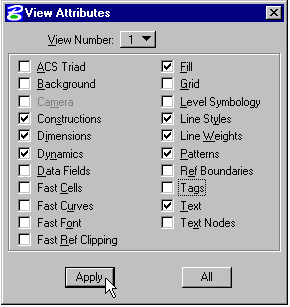 View Attributes
View Number: 1
ACS Triad
Background
Camera
Constructions
Dimensions
Dynamics
Data Fields
Fast Cells
Fast Curves
Fast Font
Fast Ref Clipping
Fill
Grid
Level Symbology
Line Styles
Line Weights
Patterns
Ref Boundaries
Tags
Text
Text Nodes
Apply
All